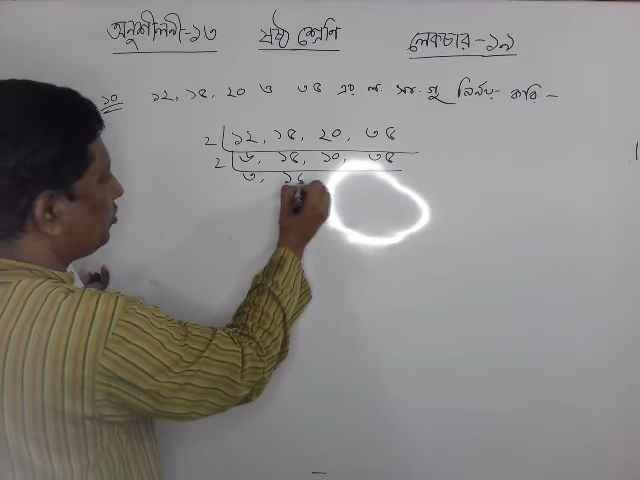 অনুশীলনী-১৩ ষষ্ঠ শ্রেণি লেকচার-১৯
১০ ১২, ১৫, ২০ ও ৩৫ এর ল. সা. গু নির্ণয় করি-
২ ১২, ১৫, ২০, ৩৫
২ ৬, ১৫, ১০, ৩৫
৩, ১৫